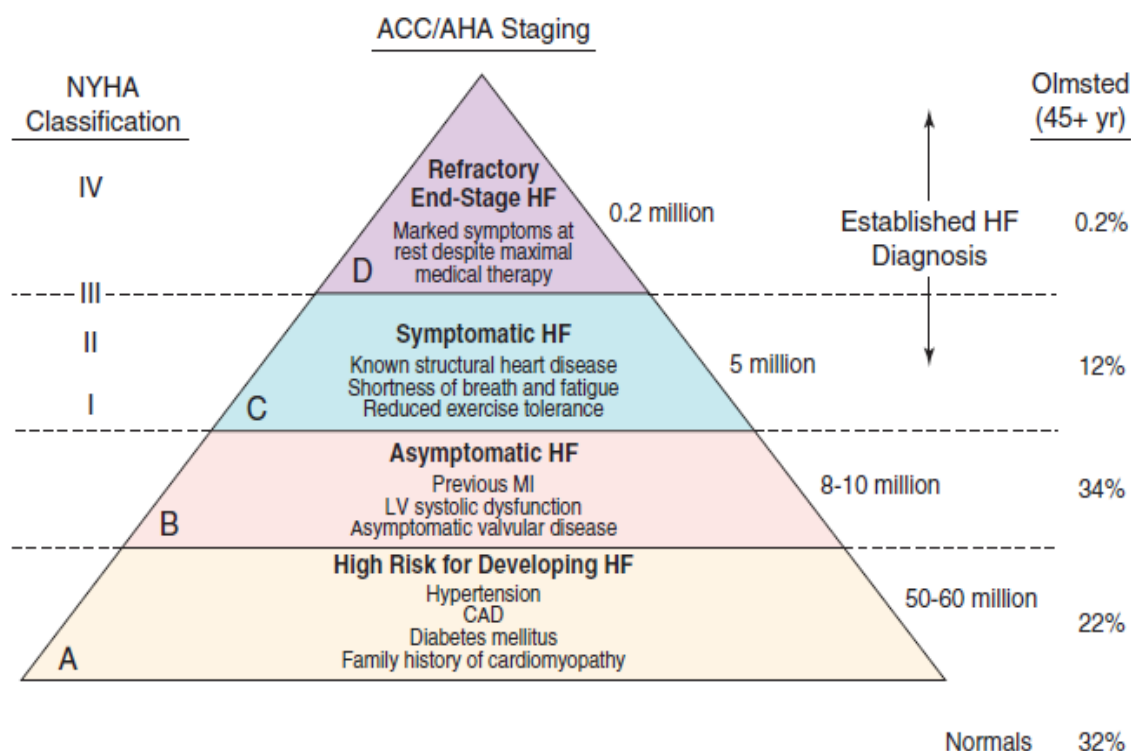 ACC/AHA Staging
NYHA
Classification
Olmsted
(45+ yr)
IV
Refractory
End-Stage HF
Marked symptoms at
rest despite maximal
medical therapy
D
0.2 million
Established HF
Diagnosis
0.2%
III
II
I
Symptomatic HF
Known structural heart disease
Shortness of breath and fatigue
Reduced exercise tolerance
C
5 million
12%
Asymptomatic HF
Previous MI
LV systolic dysfunction
Asymptomatic valvular disease
B
8-10 million
34%
High Risk for Developing HF
Hypertension
CAD
Diabetes mellitus
Family history of cardiomyopathy
A
50-60 million
22%
Normals 32%